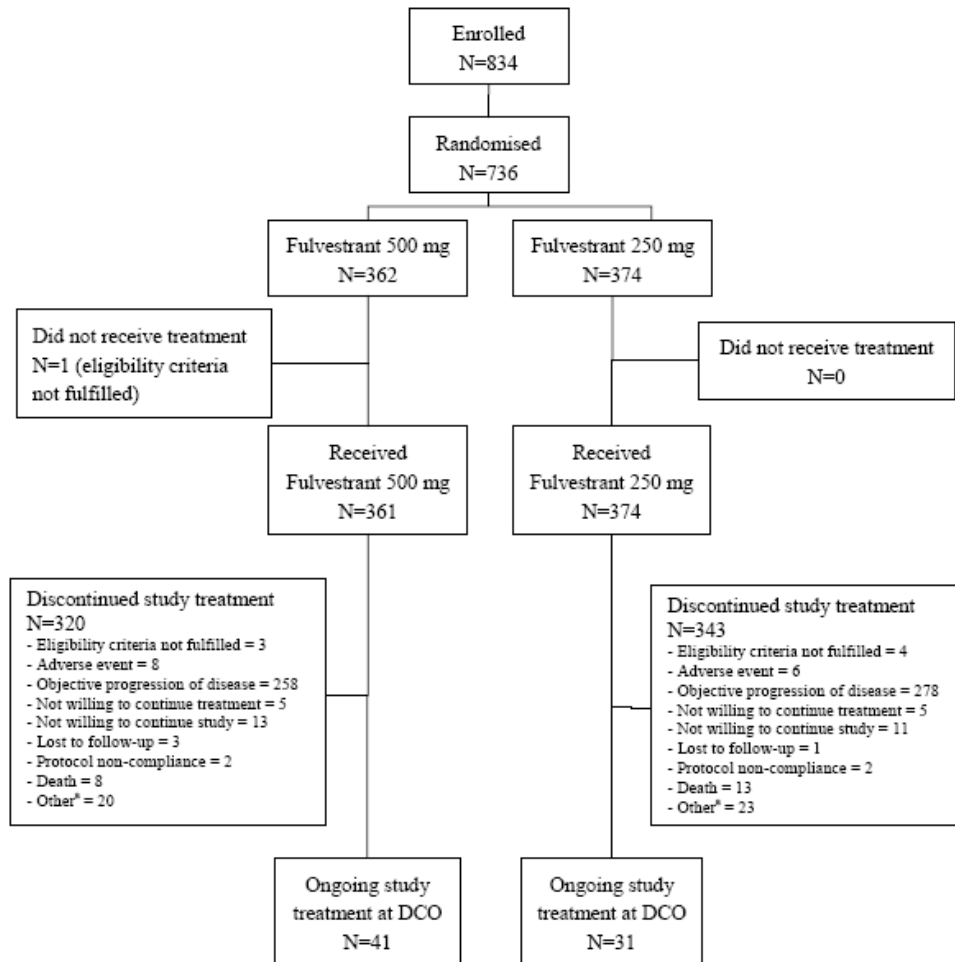 Enrolled
N=834
Randomised
N=736
Fulvestrant 500 mg
N=362
Fulvestrant 250 mg
N=374
Did not receive treatment
N=1 (eligibility criteria
not fulfilled)
Did not receive treatment
N=0
Received
Fulvestrant 500 mg
N=361
Received
Fulvestrant 250 mg
N=374
Discontinued study treatment
N=320
- Eligibility criteria not fulfilled = 3
- Adverse event = 8
- Objective progression of disease = 258
- Not willing to continue treatment = 5
- Not willing to continue study = 13
- Lost to follow-up = 3
- Protocol non-compliance = 2
- Death = 8
- Otherª = 20
Discontinued study treatment
N=343
- Eligibility criteria not fulfilled = 4
- Adverse event = 6
- Objective progression of disease = 278
- Not willing to continue treatment = 5
- Not willing to continue study = 11
- Lost to follow-up = 1
- Protocol non-compliance = 2
- Death = 13
- Otherª = 23
Ongoing study
treatment at DCO
N=41
Ongoing study
treatment at DCO
N=31